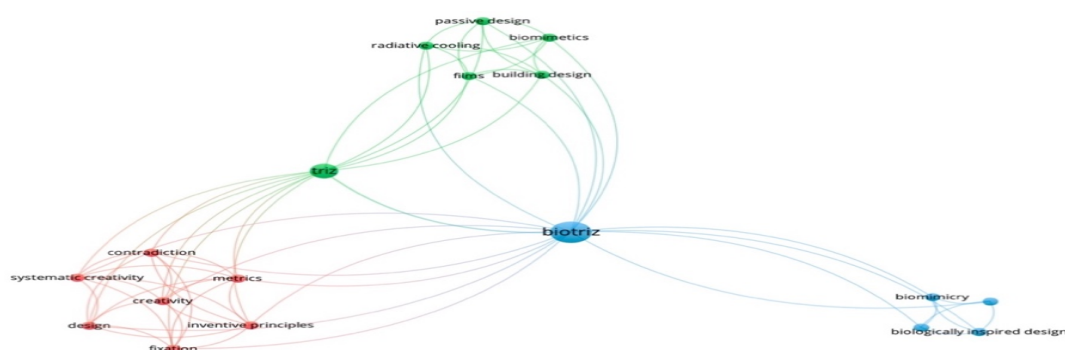 passive design
biomimetics
radiative cooling
films
building design
triz
biotriz
contradiction
systematic creativity
metrics
creativity
design
inventive principles
fixation
biomimicry
biologically inspired design